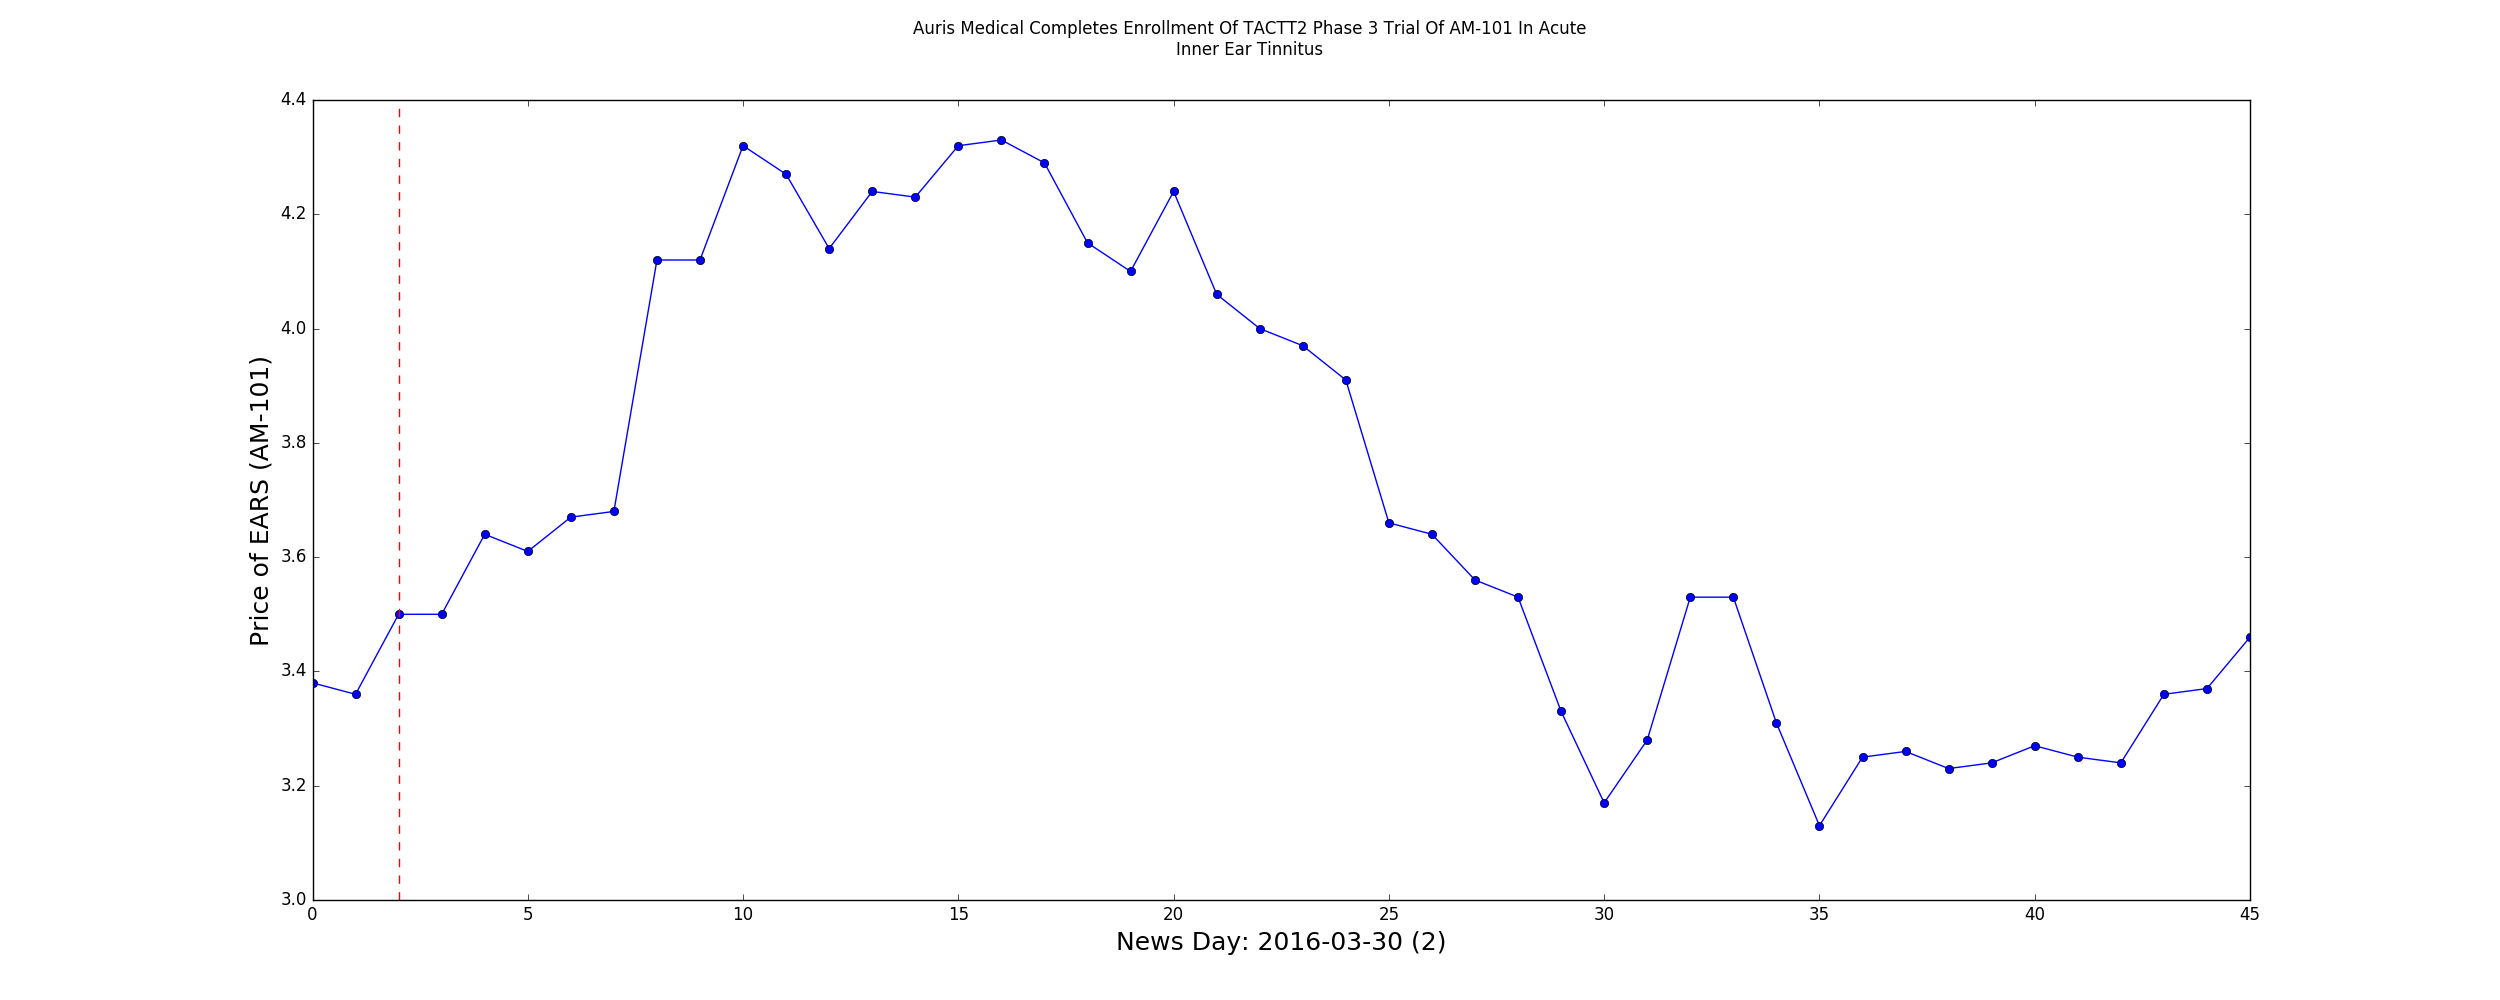 Auris Medical Completes Enrollment Of TACTT2 Phase 3 Trial Of AM-101 In Acute
Inner Ear Tinnitus
4.4
4.2
4.0
3.8
3.6
3.4
3.2
3.0
Price of EARS (AM-101)
0 5 10 15 20 25 30 35 40 45
News Day: 2016-03-30 (2)